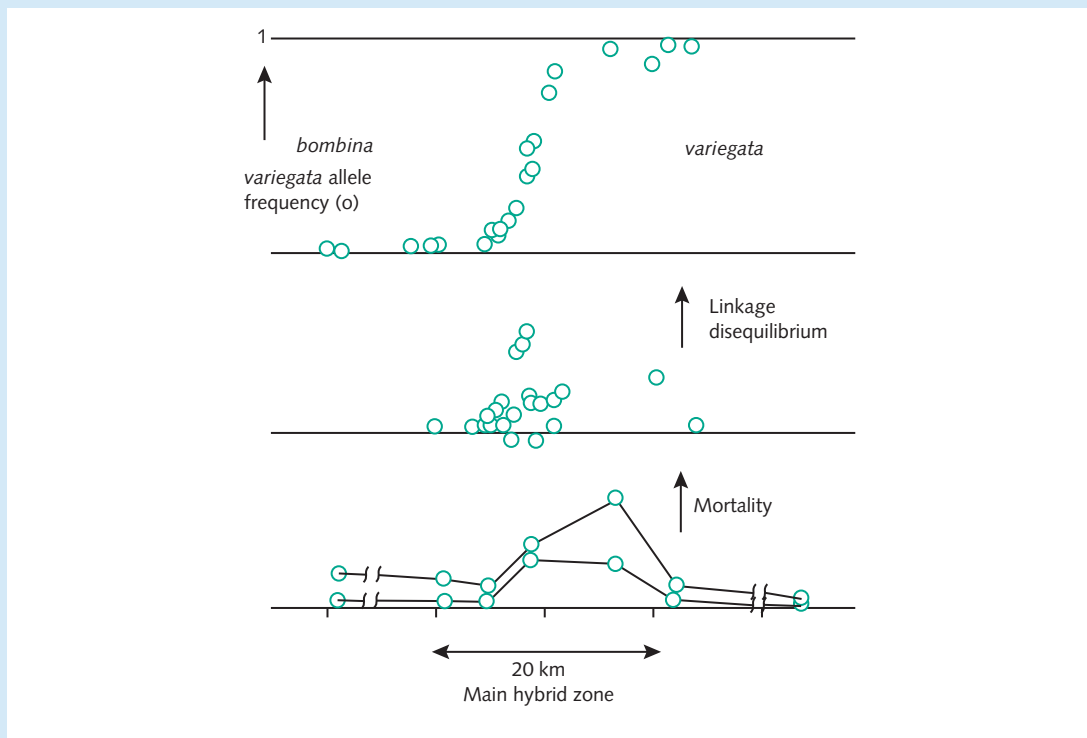 1
bombina
variegata allele
frequency (o)
variegata
Linkage
disequilibrium
Mortality
20 km
Main hybrid zone